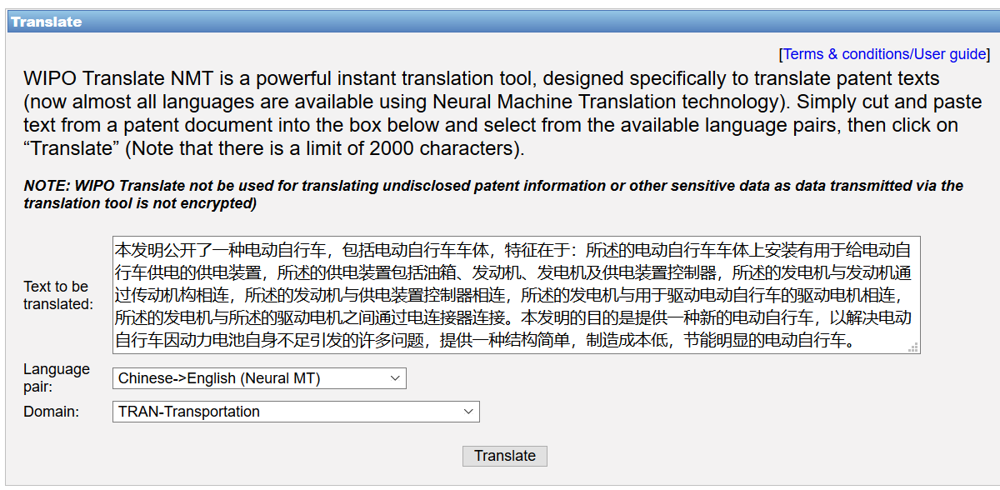 Translate
[Terms & conditions/User guide]
WIPO Translate NMT is a powerful instant translation tool, designed specifically to translate patent texts
(now almost all languages are available using Neural Machine Translation technology). Simply cut and paste
text from a patent document into the box below and select from the available language pairs, then click on
“Translate” (Note that there is a limit of 2000 characters).
NOTE: WIPO Translate not be used for translating undisclosed patent information or other sensitive data as data transmitted via the
translation tool is not encrypted)
Text to be
translated:
本发明公开了一种电动自行车，包括电动自行车车体，特征在于：所述的电动自行车车体上安装有用于给电动自
行车供电的供电装置，所述的供电装置包括油箱、发动机、发电机及供电装置控制器，所述的发电机与发动机通
过传动机构相连，所述的发动机与供电装置控制器相连，所述的发电机与用于驱动电动自行车的驱动电机相连，
所述的发电机与所述的驱动电机之间通过电连接器连接。本发明的目的是提供一种新的电动自行车，以解决电动
自行车因动力电池自身不足引发的许多问题，提供一种结构简单，制造成本低，节能明显的电动自行车。
Language
pair:
Chinese->English (Neural MT)
Domain:
TRAN-Transportation
Translate